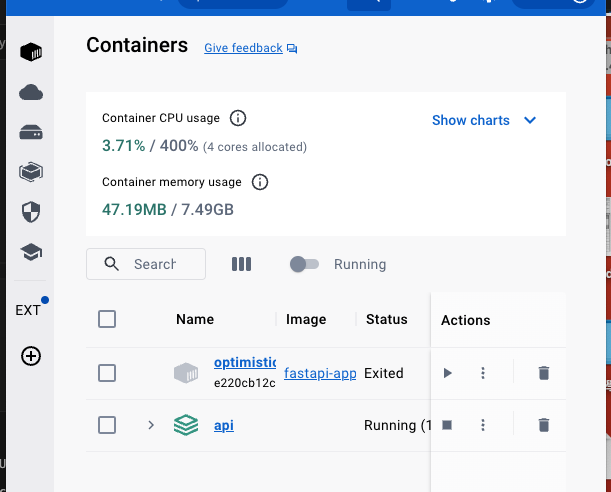 Containers Give feedback
Container CPU usage
Show charts
3.71% / 400% (4 cores allocated)
Container memory usage
47.19MB / 7.49GB
Search
Running
EXT
Name Image Status Actions
optimistic
fastapi-app Exited
e220cb12c
api Running (1